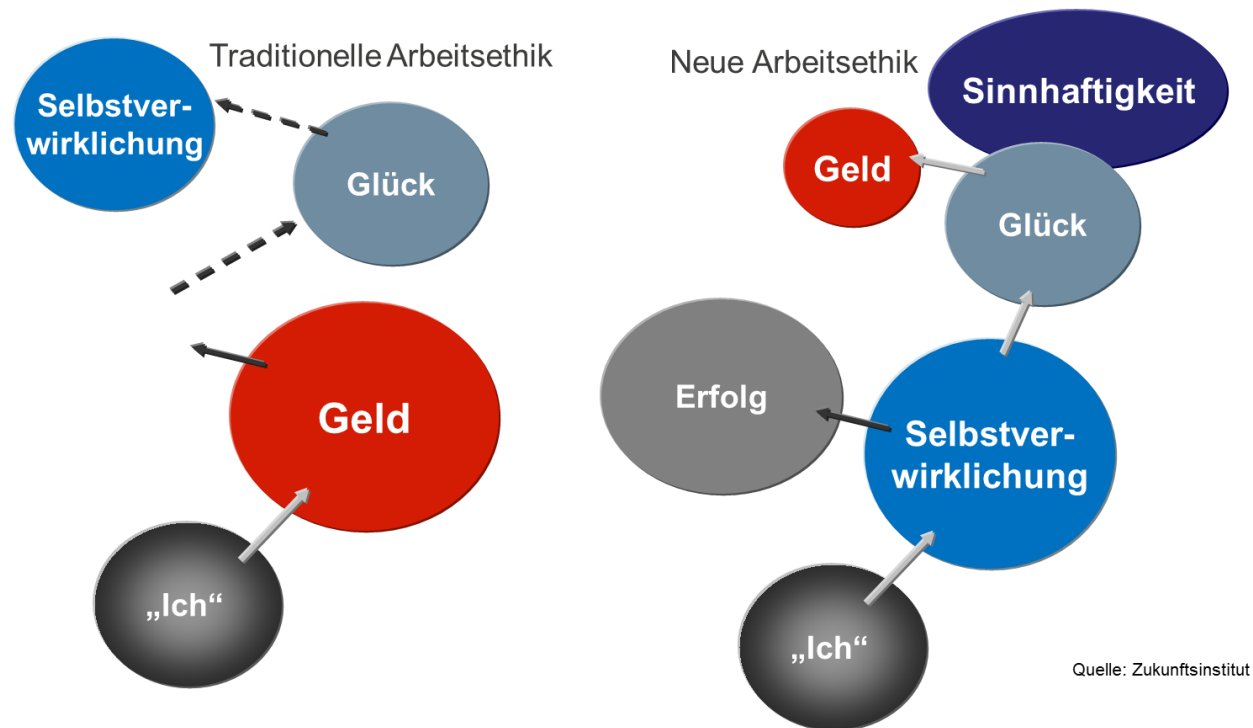 Traditionelle Arbeitsethik
Selbstver-
wirklichung
Glück
Geld
„Ich“
Neue Arbeitsethik
Sinnhaftigkeit
Geld
Glück
Erfolg
Selbstver-
wirklichung
„Ich“
Quelle: Zukunftsinstitut